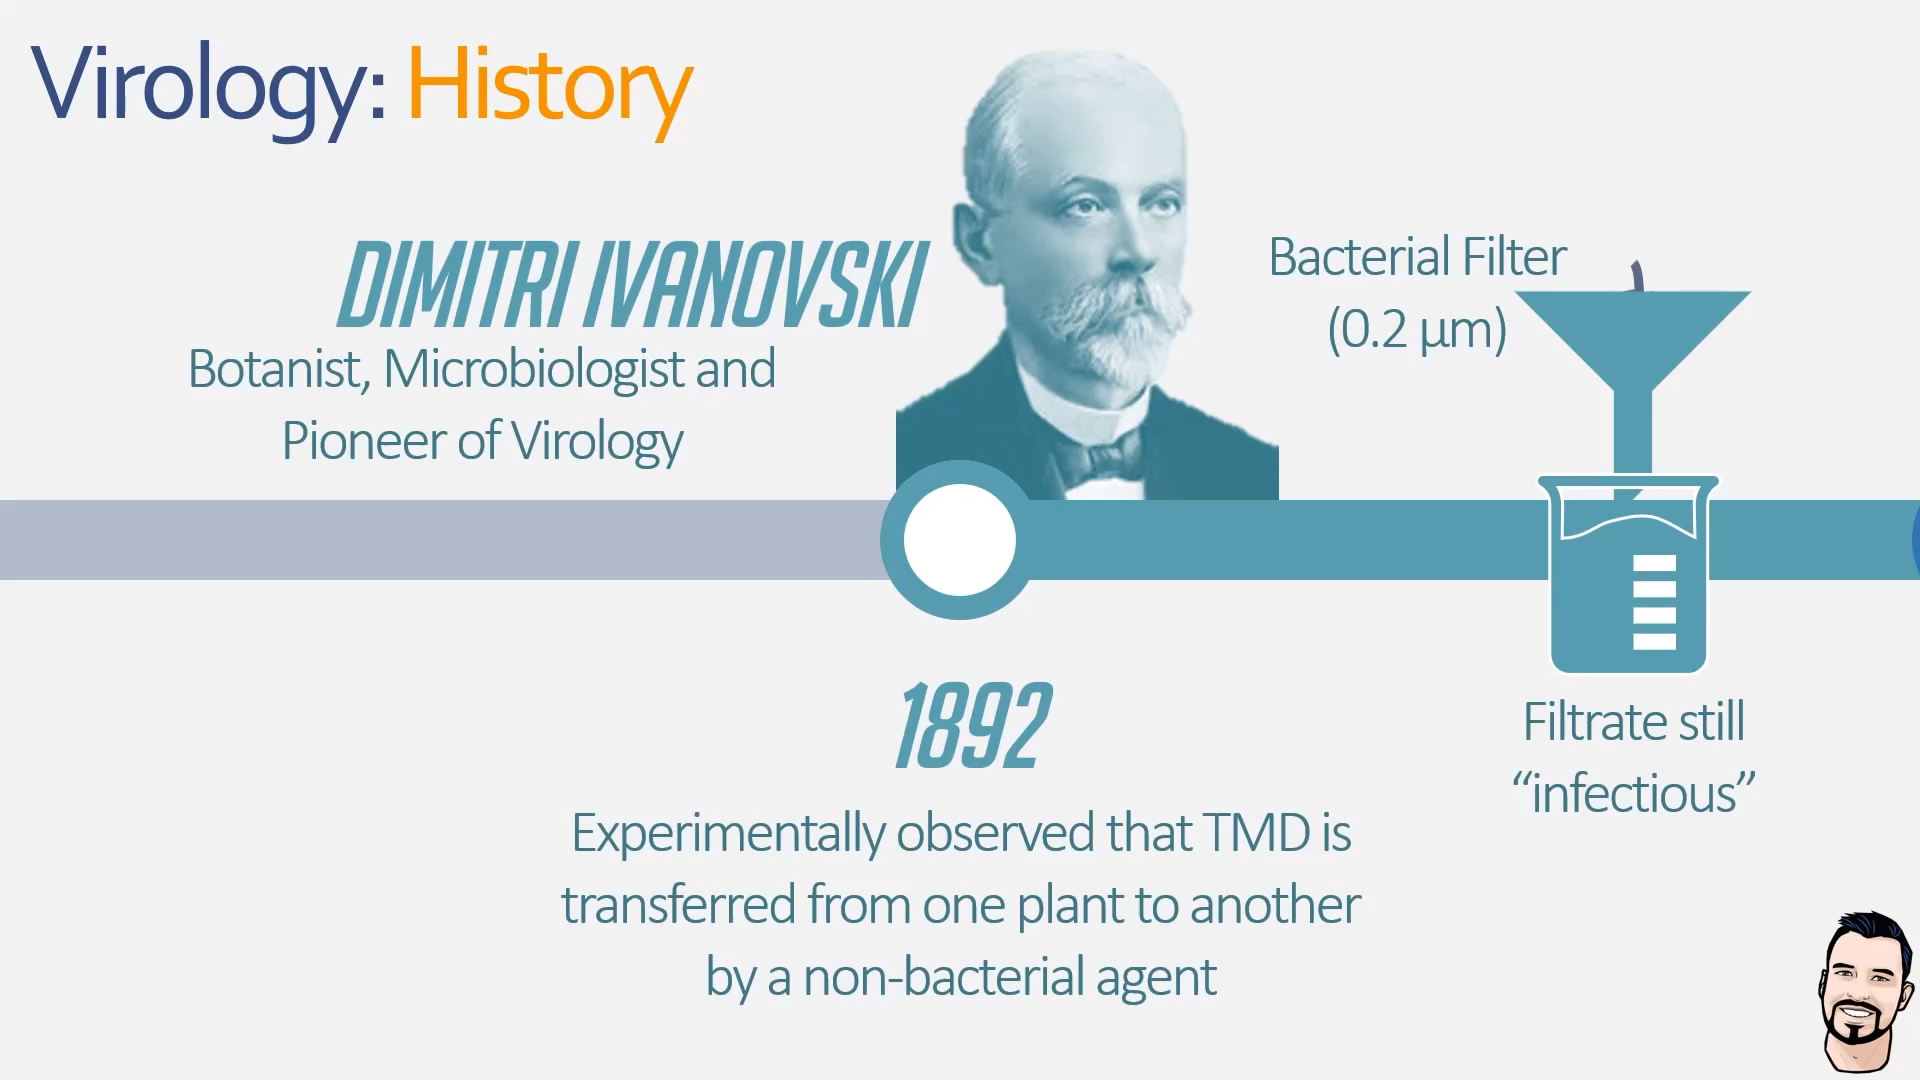 Virology: History
DIMITRI IVANOVSKI
Botanist, Microbiologist and
Pioneer of Virology
Bacterial Filter
(0.2 µm)
1892
Experimentally observed that TMD is
transferred from one plant to another
by a non-bacterial agent
Filtrate still
“infectious”